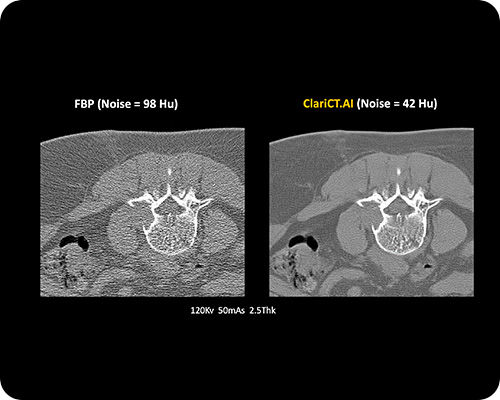 FBP (Noise = 98 Hu)
ClariCT.AI (Noise = 42 Hu)
120Kv 50mAs 2.5Thk